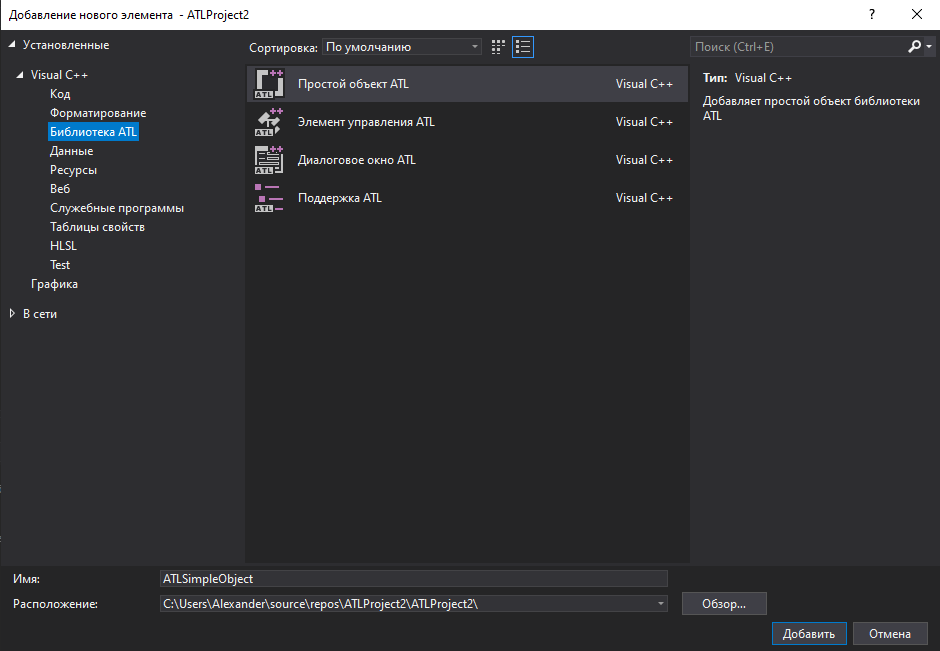 Добавление нового элемента - ATLProject2
?
Установленные
Visual C++
Код
Форматирование
Библиотека ATL
Данные
Ресурсы
Веб
Служебные программы
Таблицы свойств
HLSL
Test
Графика
В сети
Сортировка: По умолчанию
ATL Простой объект ATL Visual C++
ATL Элемент управления ATL Visual C++
ATL Диалоговое окно ATL Visual C++
ATL Поддержка ATL Visual C++
Поиск (Ctrl+E)
Тип: Visual C++
Добавляет простой объект библиотеки
ATL
Имя: ATLSimpleObject
Расположение: C:\Users\Alexander\source\repos\ATLProject2\ATLProject2\
Обзор...
Добавить Отмена